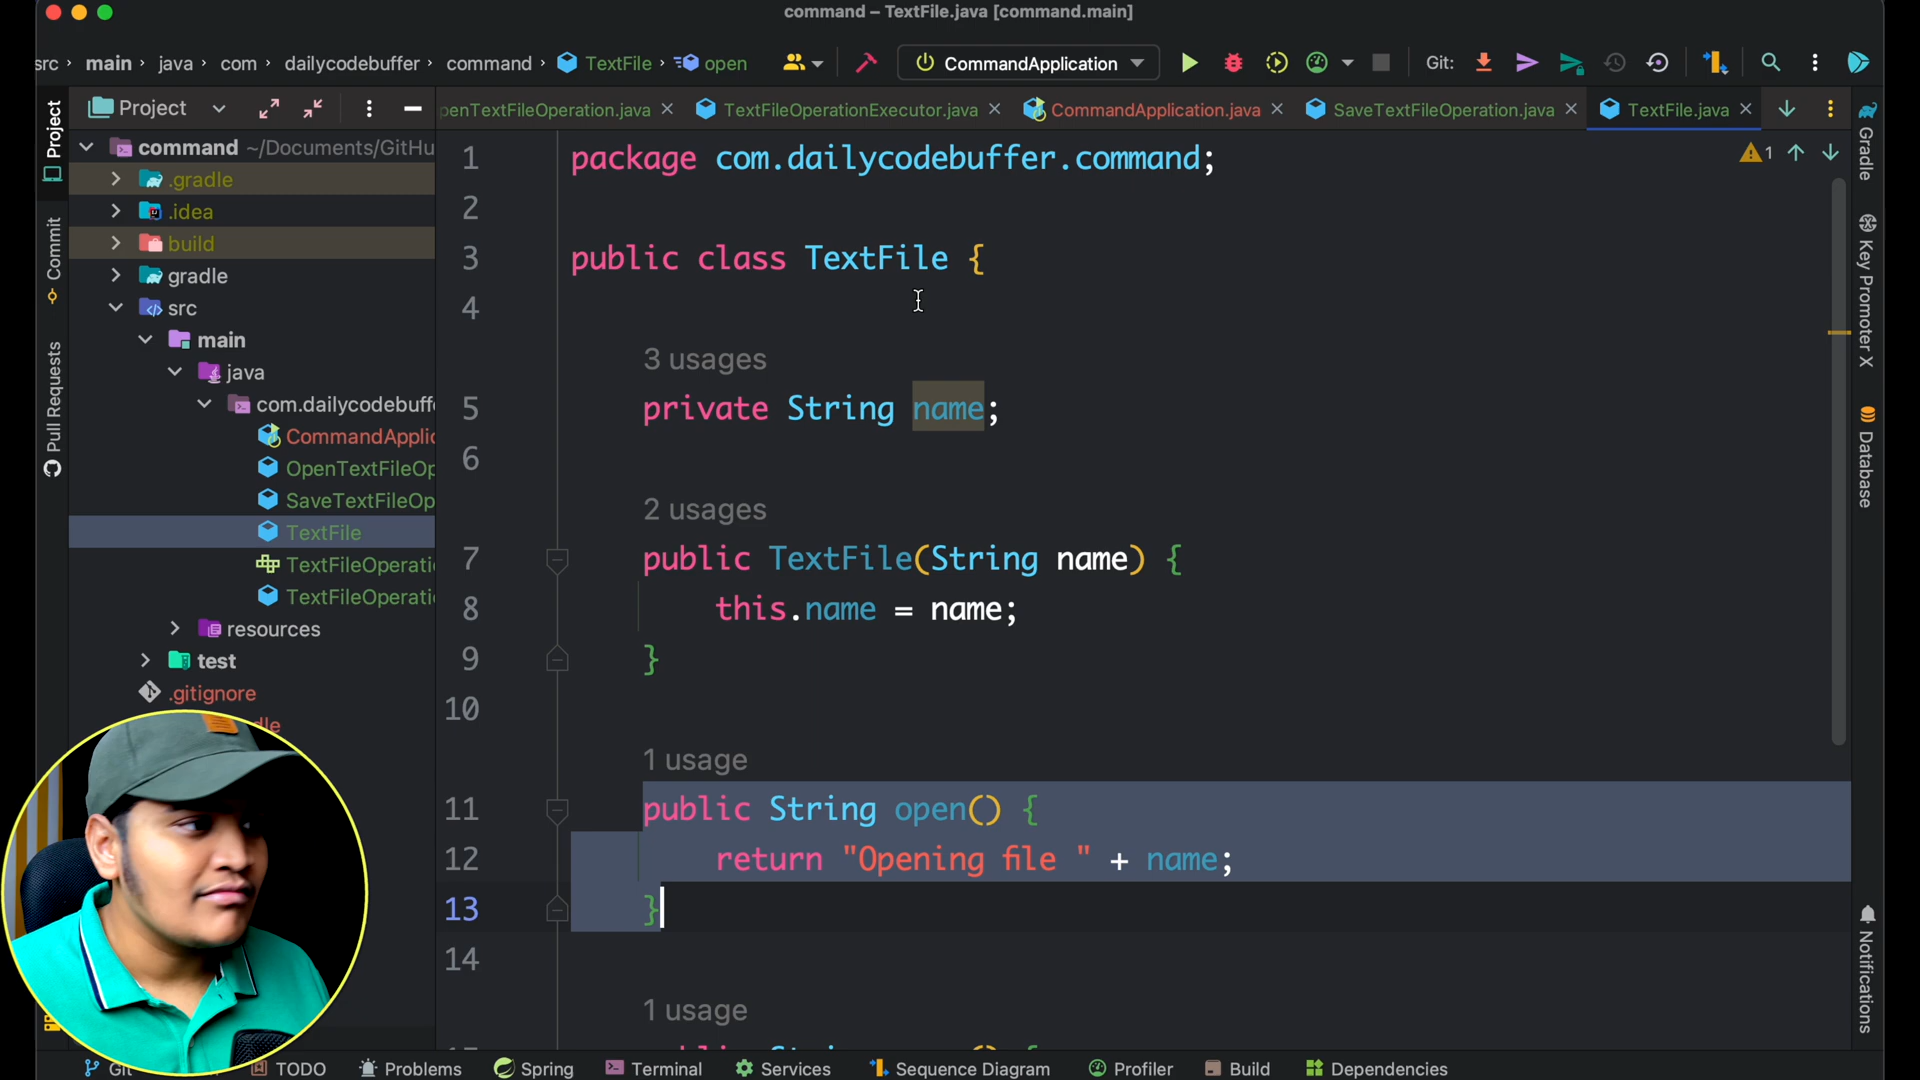 command – TextFile.java [command.main]
src › main › java › com › dailycodebuffer › command › TextFile › open
CommandApplication
Git:
Project
penTextFileOperation.java
TextFileOperationExecutor.java
CommandApplication.java
SaveTextFileOperation.java
TextFile.java
Project
Commit
Pull Requests
command ~/Documents/GitHu
.gradle
.idea
build
gradle
src
main
java
com.dailycodebuff
CommandApplic
OpenTextFileOp
SaveTextFileOp
TextFile
TextFileOperati
TextFileOperati
resources
test
.gitignore
dle
1 package com.dailycodebuffer.command;
2
3 public class TextFile {
4
3 usages
5 private String name;
6
2 usages
7 public TextFile(String name) {
8 this.name = name;
9 }
10
1 usage
11 public String open() {
12 return "Opening file " + name;
13 }
14
1 usage
1
Gradle
Key Promoter X
Database
Notifications
Git
TODO
Problems
Spring
Terminal
Services
Sequence Diagram
Profiler
Build
Dependencies